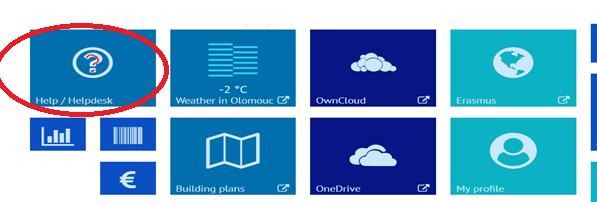 -2 °C
Help / Helpdesk
Weather in Olomouc
OwnCloud
Erasmus
€
Building plans
OneDrive
My profile